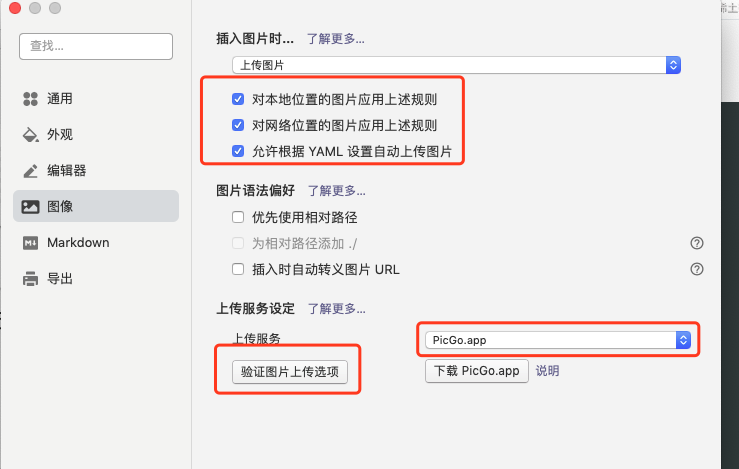 查找...
通用
外观
编辑器
图像
Markdown
导出
插入图片时... 了解更多...
上传图片
对本地位置的图片应用上述规则
对网络位置的图片应用上述规则
允许根据 YAML 设置自动上传图片
图片语法偏好 了解更多...
优先使用相对路径
为相对路径添加 ./
插入时自动转义图片 URL
上传服务设定 了解更多...
上传服务 PicGo.app
验证图片上传选项 下载 PicGo.app 说明